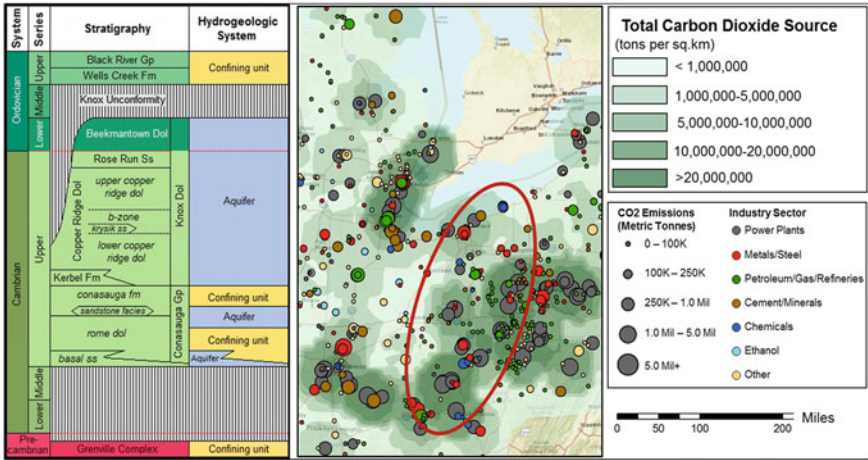 System
Series
Stratigraphy
Hydrogeologic
System
Ordovician
Upper
Black River Gp
Wells Creek Fm
Confining unit
Middle
Knox Unconformity
Lower
Beekmantown Dol
Cambrian
Upper
Rose Run Ss
Copper Ridge Dol
upper copper
ridge dol
b-zone
krysik ss
lower copper
ridge dol
Knox Dol
Aquifer
Kerbel Fm
conasauga fm
Confining unit
sandstone facies
Aquifer
Conasauga Gp
rome dol
Confining unit
basal ss
Aquifer
Middle
Lower
Pre-
cambrian
Grenville Complex
Confining unit
London
Kitchener
Brantford
Hamilton
Vaughan
Barrie
Total Carbon Dioxide Source
(tons per sq.km)
< 1,000,000
1,000,000-5,000,000
5,000,000-10,000,000
10,000,000-20,000,000
>20,000,000
CO2 Emissions
(Metric Tonnes)
0 – 100K
100K – 250K
250K – 1.0 Mil
1.0 Mil – 5.0 Mil
5.0 Mil+
Industry Sector
Power Plants
Metals/Steel
Petroleum/Gas/Refineries
Cement/Minerals
Chemicals
Ethanol
Other
Miles
0 50 100 200